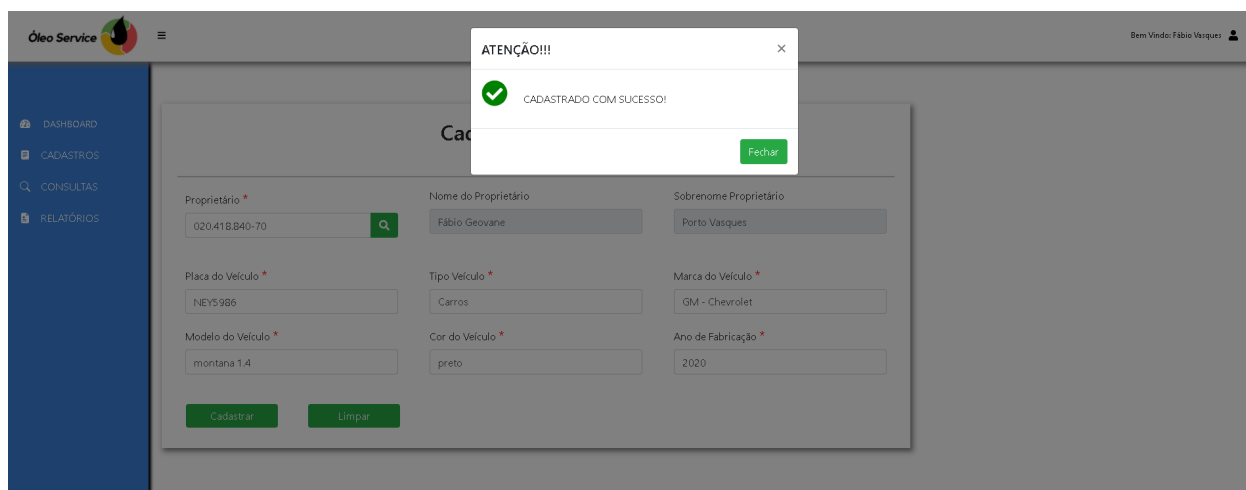 Óleo Service
Bem Vindo: Fábio Vasques
ATENÇÃO!!!
×
CADASTRADO COM SUCESSO!
Fechar
DASHBOARD
CADASTROS
CONSULTAS
RELATÓRIOS
Proprietário *
Nome do Proprietário
Sobrenome Proprietário
020.418.840-70
Fábio Geovane
Porto Vasques
Placa do Veículo *
Tipo Veículo *
Marca do Veículo *
NEY5986
Carros
GM - Chevrolet
Modelo do Veículo *
Cor do Veículo *
Ano de Fabricação *
montana 1.4
preto
2020
Cadastrar
Limpar